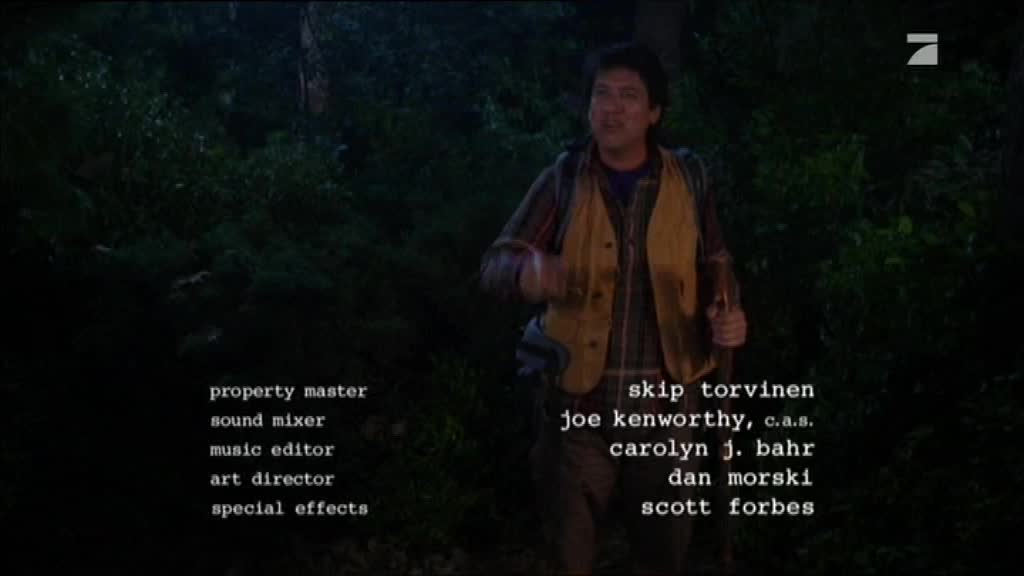 7
property master skip torvinen
sound mixer joe kenworthy, c.a.s.
music editor carolyn j. bahr
art director dan morski
special effects scott forbes